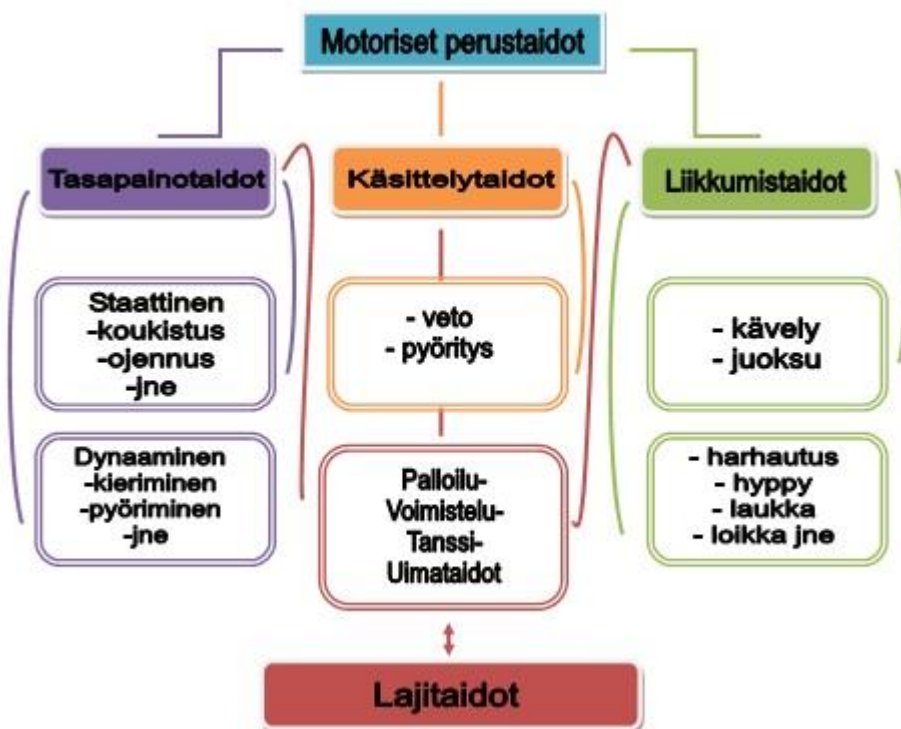 Motoriset perustaidot
Tasapainotaidot
Käsittelytaidot
Liikkumistaidot
Staattinen
-koukistus
-ojennus
-jne
- veto
- pyöritys
- kävely
- juoksu
Dynaaminen
-kieriminen
-pyöriminen
-jne
Palloilu-
Voimistelu-
Tanssi-
Uimataidot
- harhautus
- hyppy
- laukka
- loikka jne
Lajitaidot